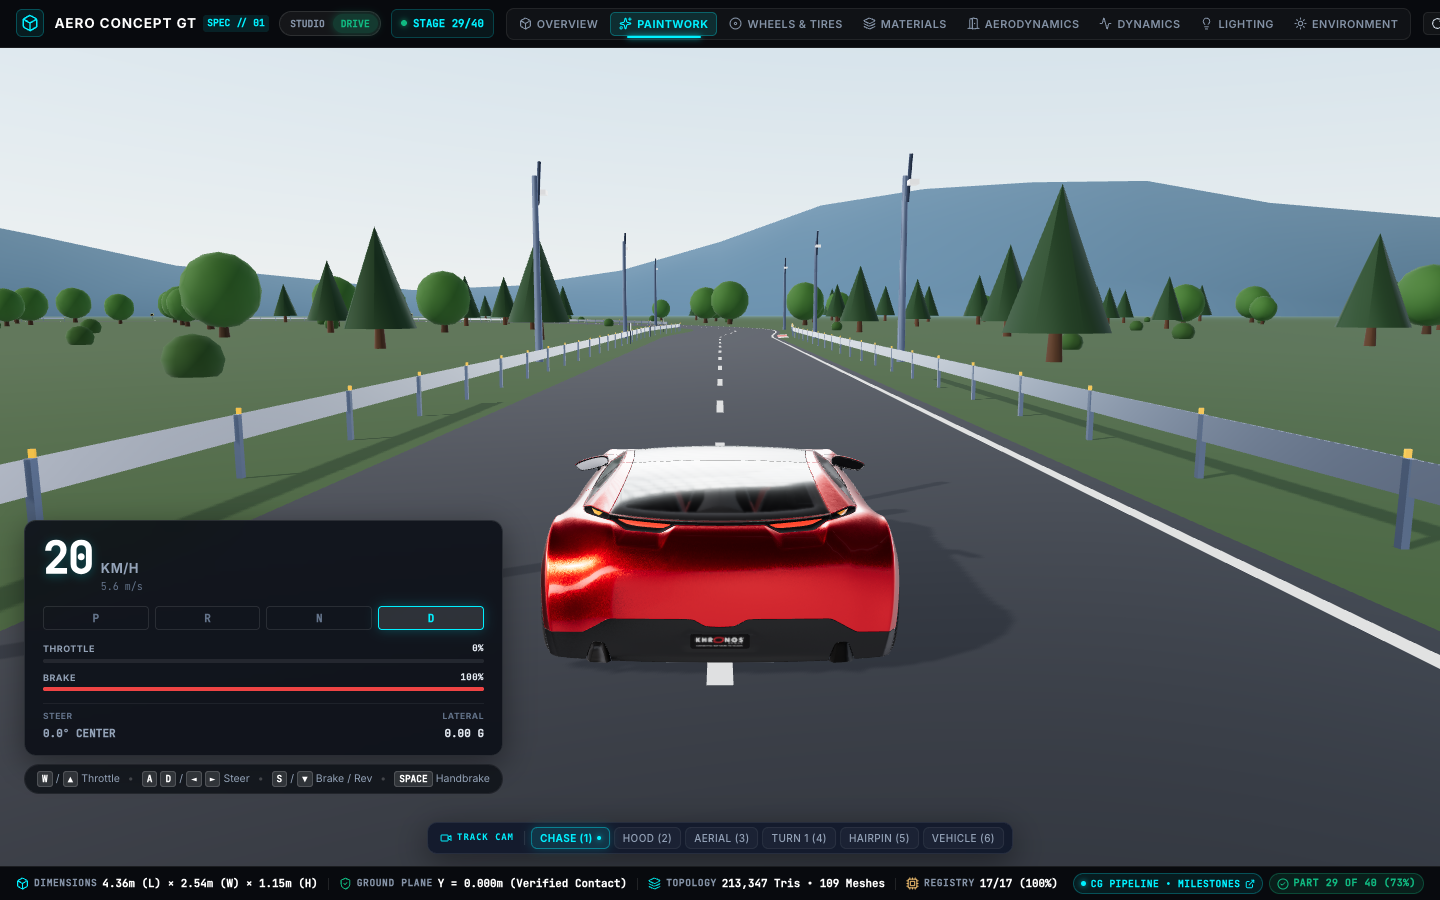 AERO CONCEPT GT SPEC // 01 STUDIO DRIVE STAGE 29/40 OVERVIEW PAINTWORK WHEELS & TIRES MATERIALS AERODYNAMICS DYNAMICS LIGHTING ENVIRONMENT
KHRONOS
20 KM/H
5.6 m/s
P R N D
THROTTLE 0%
BRAKE 100%
STEER LATERAL
0.0° CENTER 0.00 G
W / ▲ Throttle • A D / ◄ ► Steer • S / ▼ Brake / Rev • SPACE Handbrake
TRACK CAM CHASE (1) HOOD (2) AERIAL (3) TURN 1 (4) HAIRPIN (5) VEHICLE (6)
DIMENSIONS 4.36m (L) × 2.54m (W) × 1.15m (H) GROUND PLANE Y = 0.000m (Verified Contact) TOPOLOGY 213,347 Tris • 109 Meshes REGISTRY 17/17 (100%) CG PIPELINE • MILESTONES PART 29 OF 40 (73%)